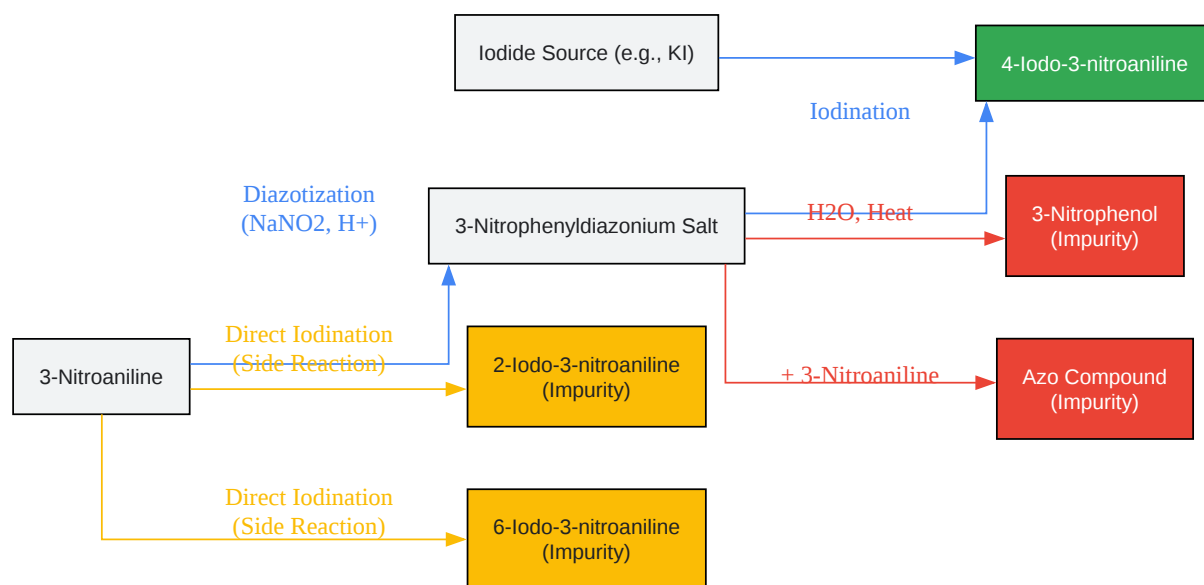 Iodide Source (e.g., KI)
4-Iodo-3-nitroaniline
Iodination
Diazotization
(NaNO2, H+)
3-Nitrophenyldiazonium Salt
H2O, Heat
3-Nitrophenol
(Impurity)
Direct Iodination
(Side Reaction)
3-Nitroaniline
2-Iodo-3-nitroaniline
(Impurity)
+ 3-Nitroaniline
Azo Compound
(Impurity)
Direct Iodination
(Side Reaction)
6-Iodo-3-nitroaniline
(Impurity)